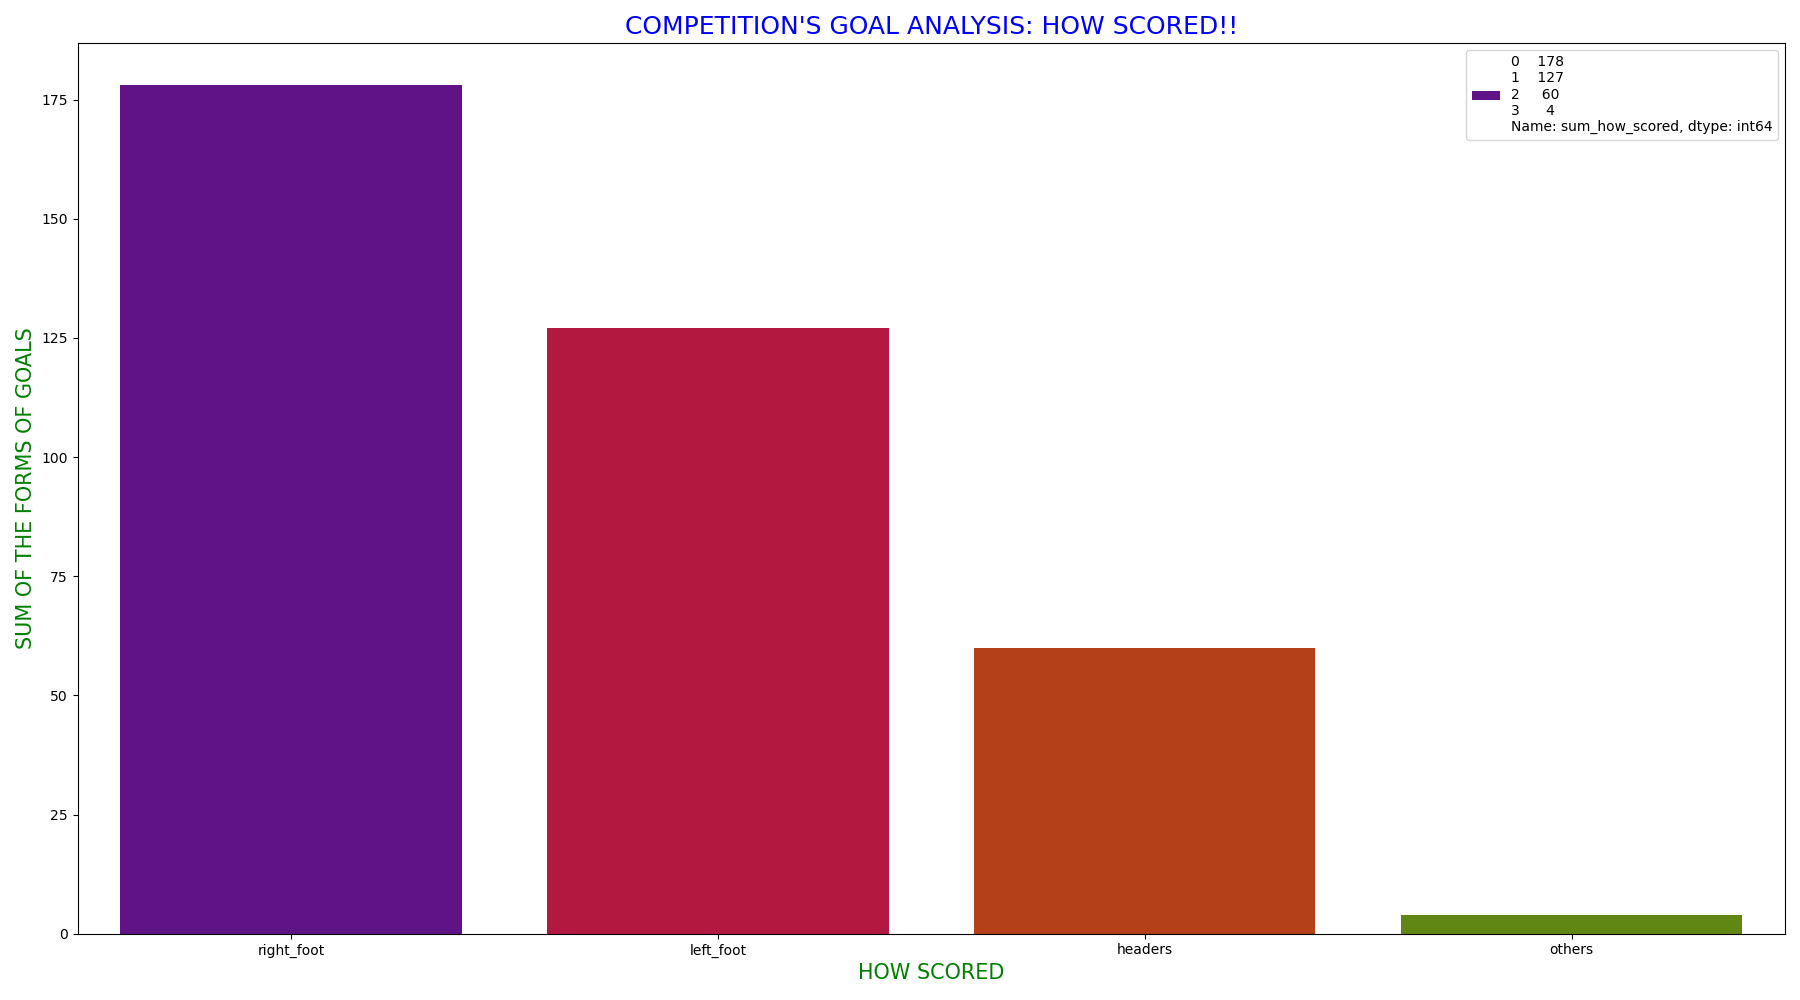 COMPETITION'S GOAL ANALYSIS: HOW SCORED!!
0 178
1 127
2 60
3 4
Name: sum_how_scored, dtype: int64
SUM OF THE FORMS OF GOALS
175
150
125
100
75
50
25
0
right_foot
left_foot
headers
others
HOW SCORED